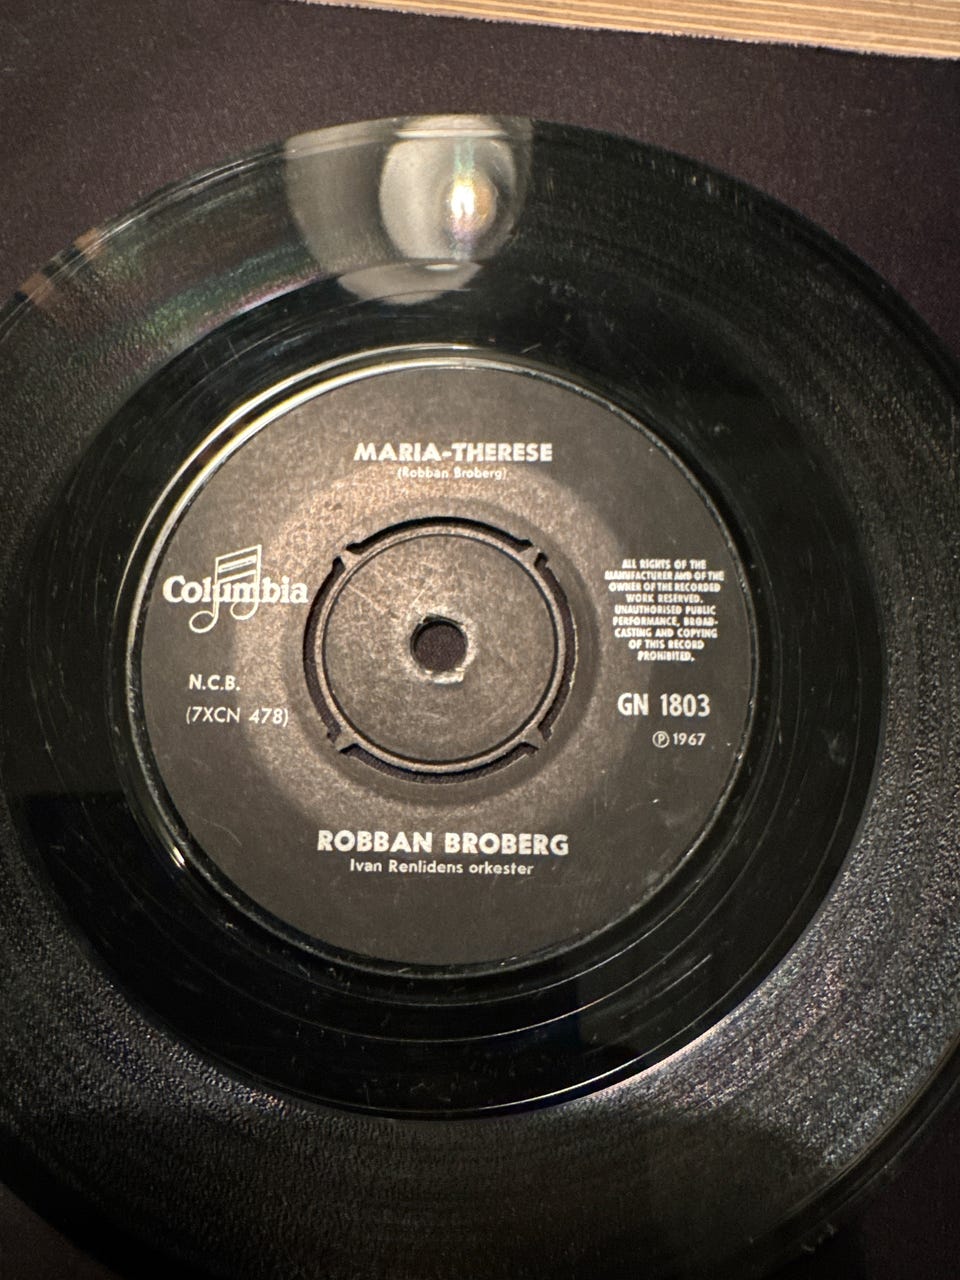 MARIA-THERESE
(Robban Broberg)
Columbia
ALL RIGHTS OF THE
MANUFACTURER AND OF THE
OWNER OF THE RECORDED
WORK RESERVED.
UNAUTHORISED PUBLIC
PERFORMANCE, BROAD-
CASTING AND COPYING
OF THIS RECORD
PROHIBITED.
N.C.B.
(7XCN 478)
GN 1803
Ⓟ 1967
ROBBAN BROBERG
Ivan Renlidens orkester